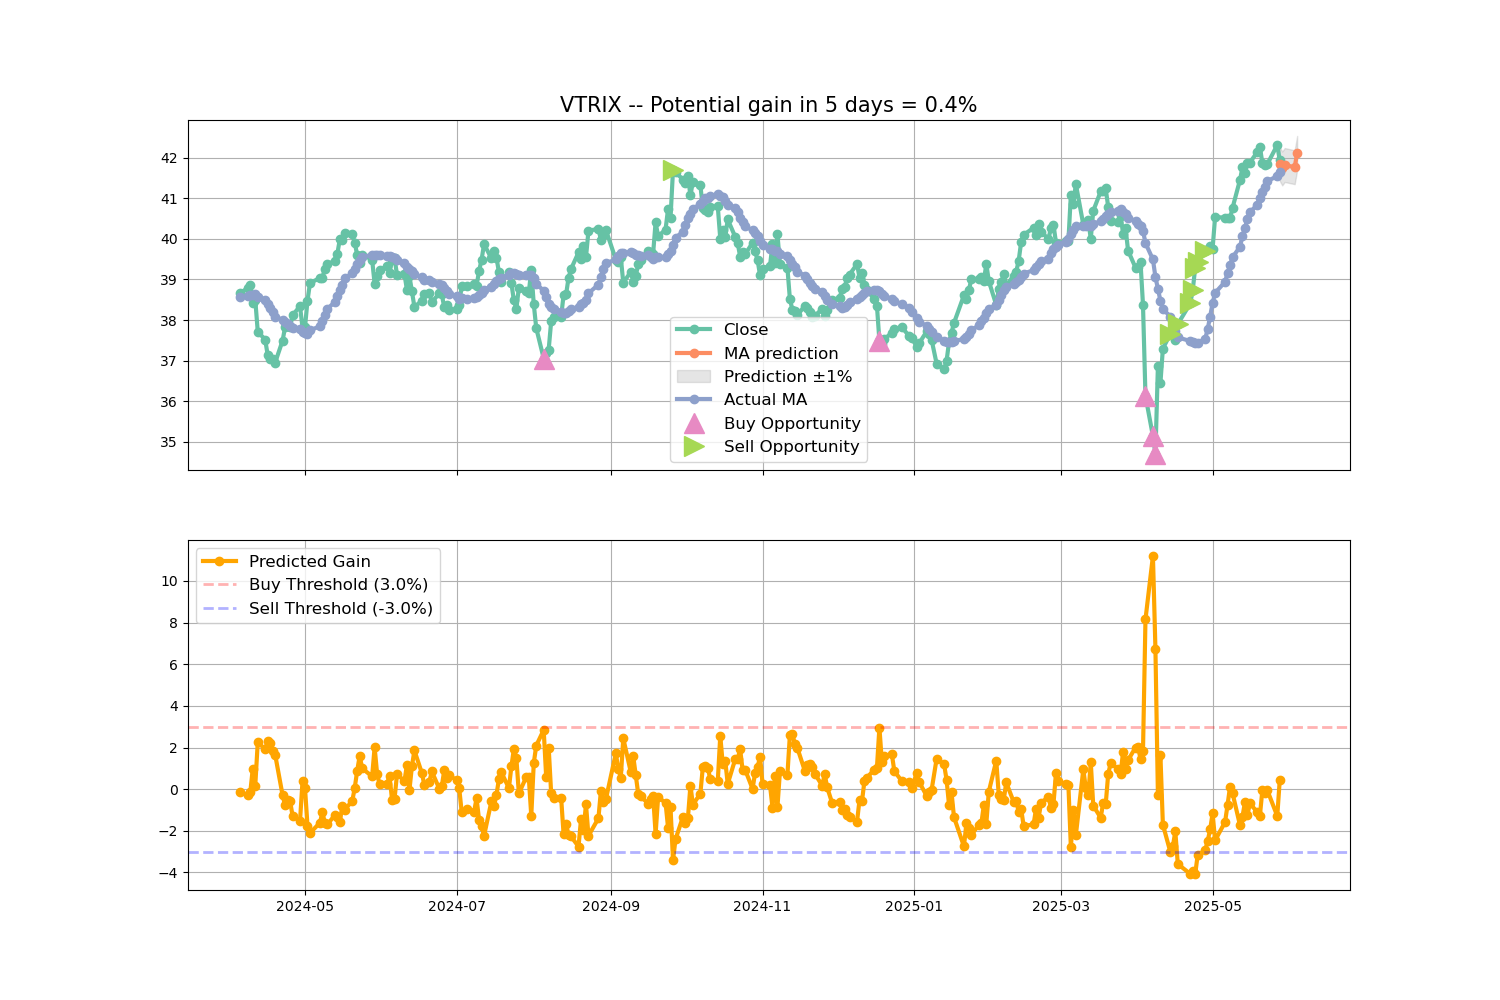 VTRIX -- Potential gain in 5 days = 0.4%
42
41
40
39
38
37
36
35
Close
MA prediction
Prediction ±1%
Actual MA
Buy Opportunity
Sell Opportunity
Predicted Gain
Buy Threshold (3.0%)
Sell Threshold (-3.0%)
10
8
6
4
2
0
−2
−4
2024-05
2024-07
2024-09
2024-11
2025-01
2025-03
2025-05